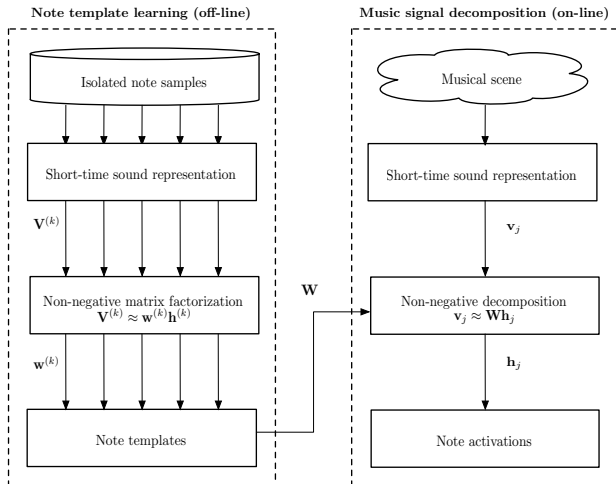 Note template learning (off-line)
Isolated note samples
Short-time sound representation
V^(k)
Non-negative matrix factorization
V^(k) ≈ w^(k)h^(k)
w^(k)
Note templates
W
Music signal decomposition (on-line)
Musical scene
Short-time sound representation
v_j
Non-negative decomposition
v_j ≈ Wh_j
h_j
Note activations